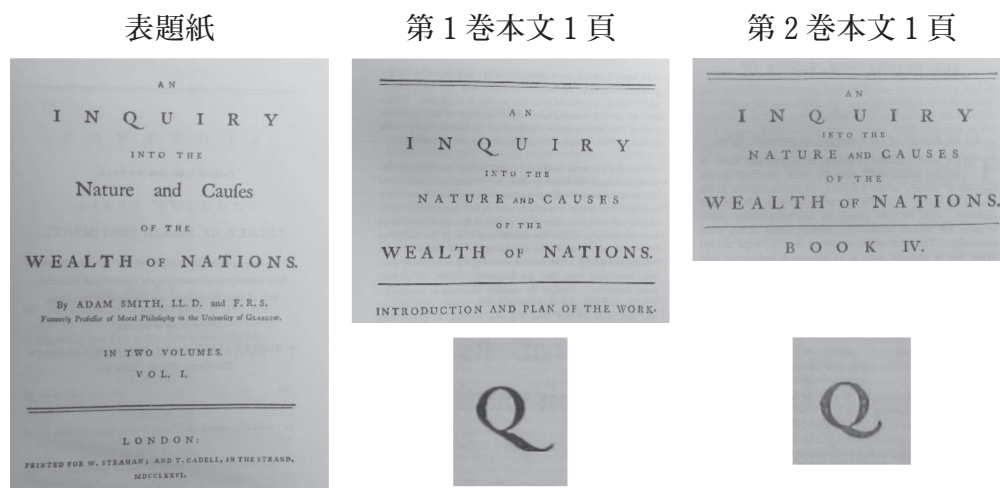 表題紙
AN
INQUIRY
INTO THE
Nature and Cauſes
OF THE
WEALTH OF NATIONS.
By ADAM SMITH, LL. D. and F. R. S.
Formerly Profeſſor of Moral Philoſophy in the Univerſity of GLASGOW.
IN TWO VOLUMES.
VOL. I.
LONDON:
PRINTED FOR W. STRAHAN; AND T. CADELL, IN THE STRAND.
MDCCLXXVI.
第1巻本文1頁
AN
INQUIRY
INTO THE
NATURE AND CAUSES
OF THE
WEALTH OF NATIONS.
INTRODUCTION AND PLAN OF THE WORK.
Q
第2巻本文1頁
AN
INQUIRY
INTO THE
NATURE AND CAUSES
OF THE
WEALTH OF NATIONS.
BOOK IV.
Q